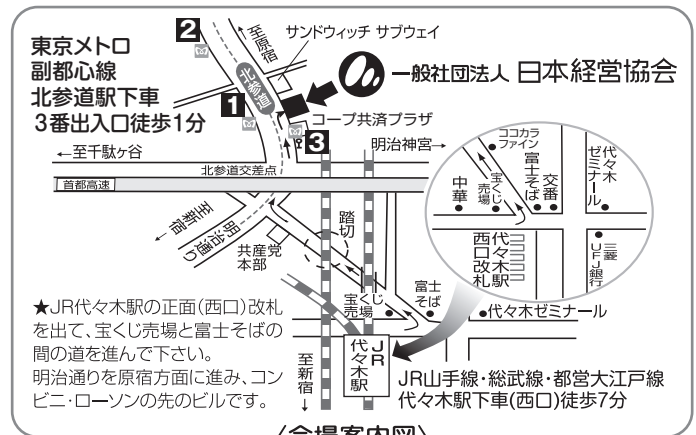 東京メトロ
副都心線
北参道駅下車
3番出入口徒歩1分
2
至原宿
サンドウィッチ サブウェイ
北参道
一般社団法人 日本経営協会
1
コープ共済プラザ
3
←至千駄ヶ谷
明治神宮→
北参道交差点
首都高速
至新宿
明治通り
共産党
本部
踏切
ココカラ
ファイン
中華
宝くじ
売場
富士そば
交番
代々木
ゼミナール
代々木駅
西口改札
三菱
UFJ銀行
宝くじ
売場
富士
そば
代々木ゼミナール
★JR代々木駅の正面(西口)改札
を出て、宝くじ売場と富士そばの
間の道を進んで下さい。
明治通りを原宿方面に進み、コン
ビニ・ローソンの先のビルです。
至新宿
JR
代々木駅
JR山手線・総武線・都営大江戸線
代々木駅下車(西口)徒歩7分
〈会場案内図〉